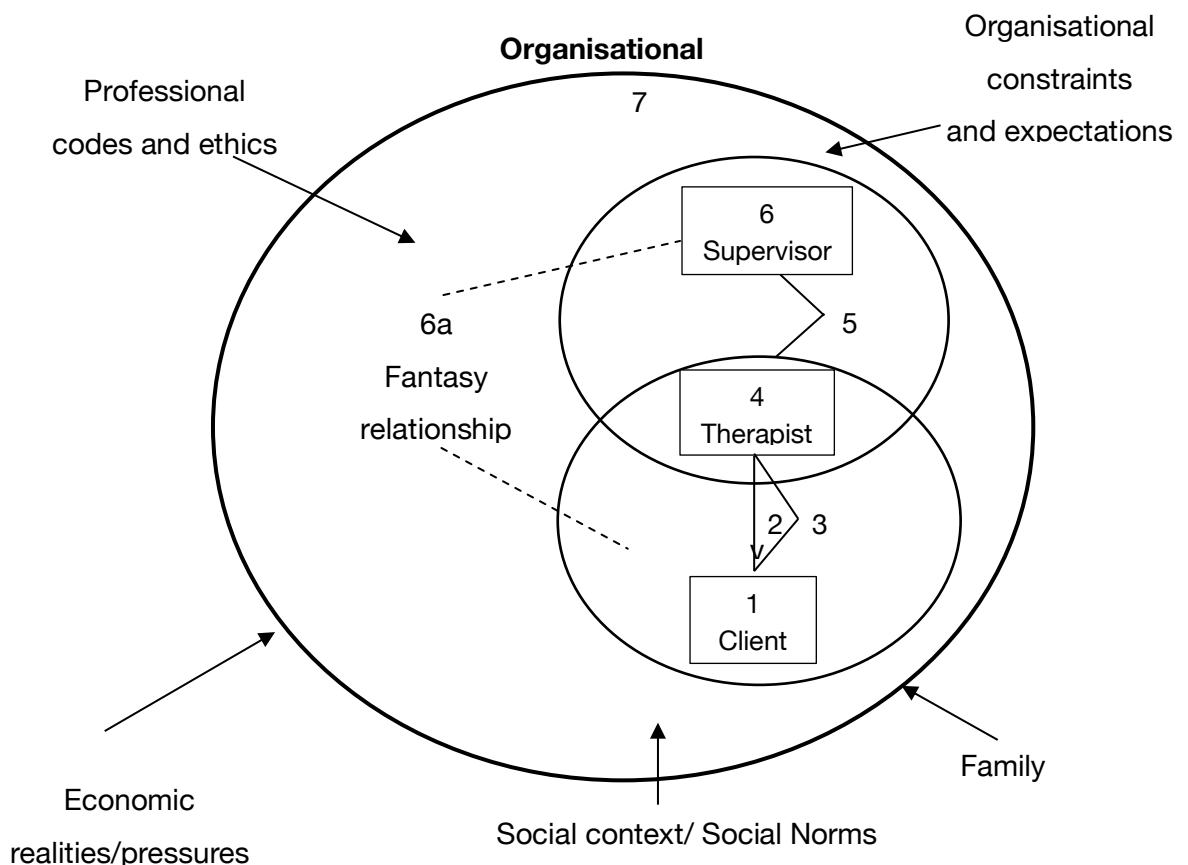 Organisational
7
Organisational
constraints
and expectations
Professional
codes and ethics
6
Supervisor
5
6a
Fantasy
relationship
4
Therapist
2
3
v
1
Client
Family
Economic
realities/pressures
Social context/ Social Norms